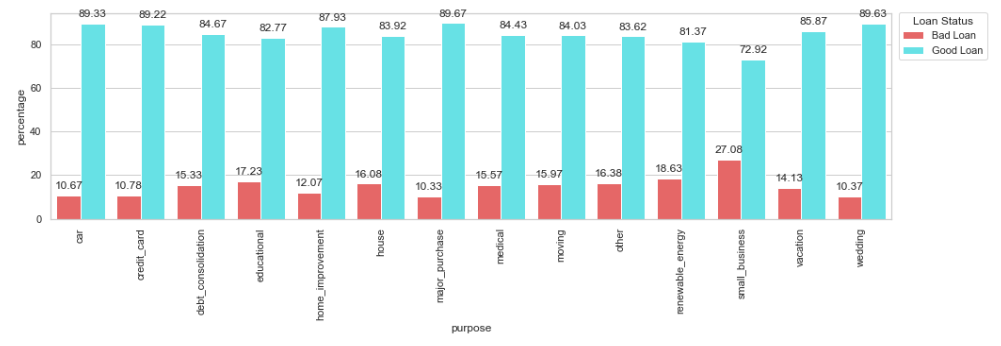 89.33 89.22 84.67 82.77 87.93 83.92 89.67 84.43 84.03 83.62 81.37 72.92 85.87 89.63
10.67 10.78 15.33 17.23 12.07 16.08 10.33 15.57 15.97 16.38 18.63 27.08 14.13 10.37
80
60
40
20
0
percentage
car
credit_card
debt_consolidation
educational
home_improvement
house
major_purchase
medical
moving
other
renewable_energy
small_business
vacation
wedding
purpose
Loan Status
Bad Loan
Good Loan